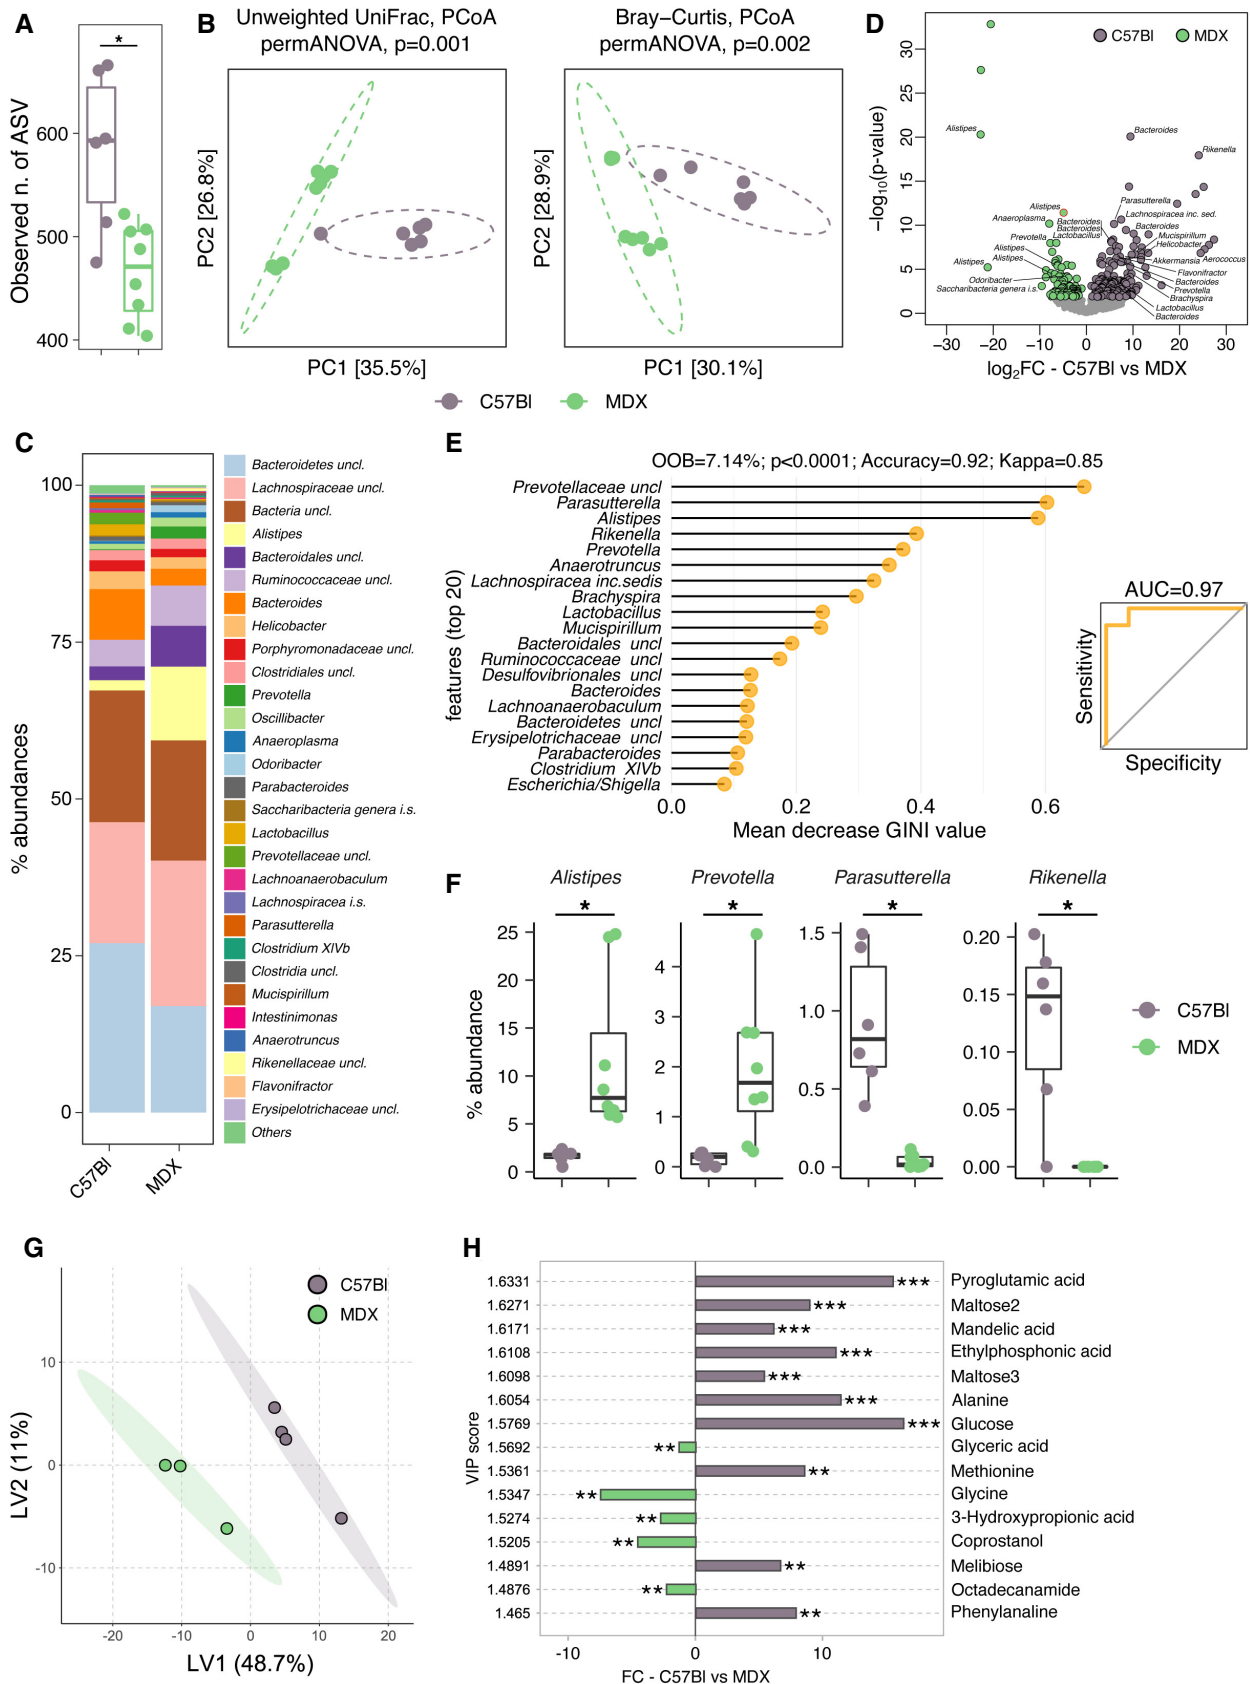 A
*
Observed n. of ASV
600
500
400
B
Unweighted UniFrac, PCoA
permANOVA, p=0.001
PC2 [26.8%]
PC1 [35.5%]
Bray−Curtis, PCoA
permANOVA, p=0.002
PC2 [28.9%]
PC1 [30.1%]
C57Bl
MDX
D
C57Bl
MDX
−log10(p-value)
30
25
20
15
10
5
0
Alistipes
Bacteroides
Rikenella
Alistipes
Parasutterella
Anaeroplasma
Lachnospiracea inc. sed.
Bacteroides
Bacteroides
Bacteroides
Prevotella
Lactobacillus
Mucispirillum
Helicobacter
Alistipes
Alistipes
Alistipes
Akkermansia
Aerococcus
Odoribacter
Flavonifractor
Bacteroides
Saccharibacteria genera i.s.
Prevotella
Brachyspira
Lactobacillus
Bacteroides
−30
−20
−10
0
10
20
30
log2FC - C57Bl vs MDX
C
% abundances
100
75
50
25
0
C57Bl
MDX
Bacteroidetes uncl.
Lachnospiraceae uncl.
Bacteria uncl.
Alistipes
Bacteroidales uncl.
Ruminococcaceae uncl.
Bacteroides
Helicobacter
Porphyromonadaceae uncl.
Clostridiales uncl.
Prevotella
Oscillibacter
Anaeroplasma
Odoribacter
Parabacteroides
Saccharibacteria genera i.s.
Lactobacillus
Prevotellaceae uncl.
Lachnoanaerobaculum
Lachnospiracea i.s.
Parasutterella
Clostridium XlVb
Clostridia uncl.
Mucispirillum
Intestinimonas
Anaerotruncus
Rikenellaceae uncl.
Flavonifractor
Erysipelotrichaceae uncl.
Others
E
OOB=7.14%; p<0.0001; Accuracy=0.92; Kappa=0.85
features (top 20)
Prevotellaceae uncl
Parasutterella
Alistipes
Rikenella
Prevotella
Anaerotruncus
Lachnospiracea inc.sedis
Brachyspira
Lactobacillus
Mucispirillum
Bacteroidales uncl
Ruminococcaceae uncl
Desulfovibrionales uncl
Bacteroides
Lachnoanaerobaculum
Bacteroidetes uncl
Erysipelotrichaceae uncl
Parabacteroides
Clostridium XlVb
Escherichia/Shigella
0.0
0.2
0.4
0.6
Mean decrease GINI value
AUC=0.97
Sensitivity
Specificity
F
% abundance
Alistipes
*
25
20
15
10
5
0
Prevotella
*
4
3
2
1
0
Parasutterella
*
1.5
1.0
0.5
0.0
Rikenella
*
0.20
0.15
0.10
0.05
0.00
C57Bl
MDX
G
C57Bl
MDX
LV2 (11%)
10
0
-10
-20
-10
0
10
20
LV1 (48.7%)
H
VIP score
1.6331 *** Pyroglutamic acid
1.6271 *** Maltose2
1.6171 *** Mandelic acid
1.6108 *** Ethylphosphonic acid
1.6098 *** Maltose3
1.6054 *** Alanine
1.5769 *** Glucose
1.5692 ** Glyceric acid
1.5361 ** Methionine
1.5347 ** Glycine
1.5274 ** 3-Hydroxypropionic acid
1.5205 ** Coprostanol
1.4891 ** Melibiose
1.4876 ** Octadecanamide
1.465 ** Phenylanaline
-10
0
10
FC - C57Bl vs MDX